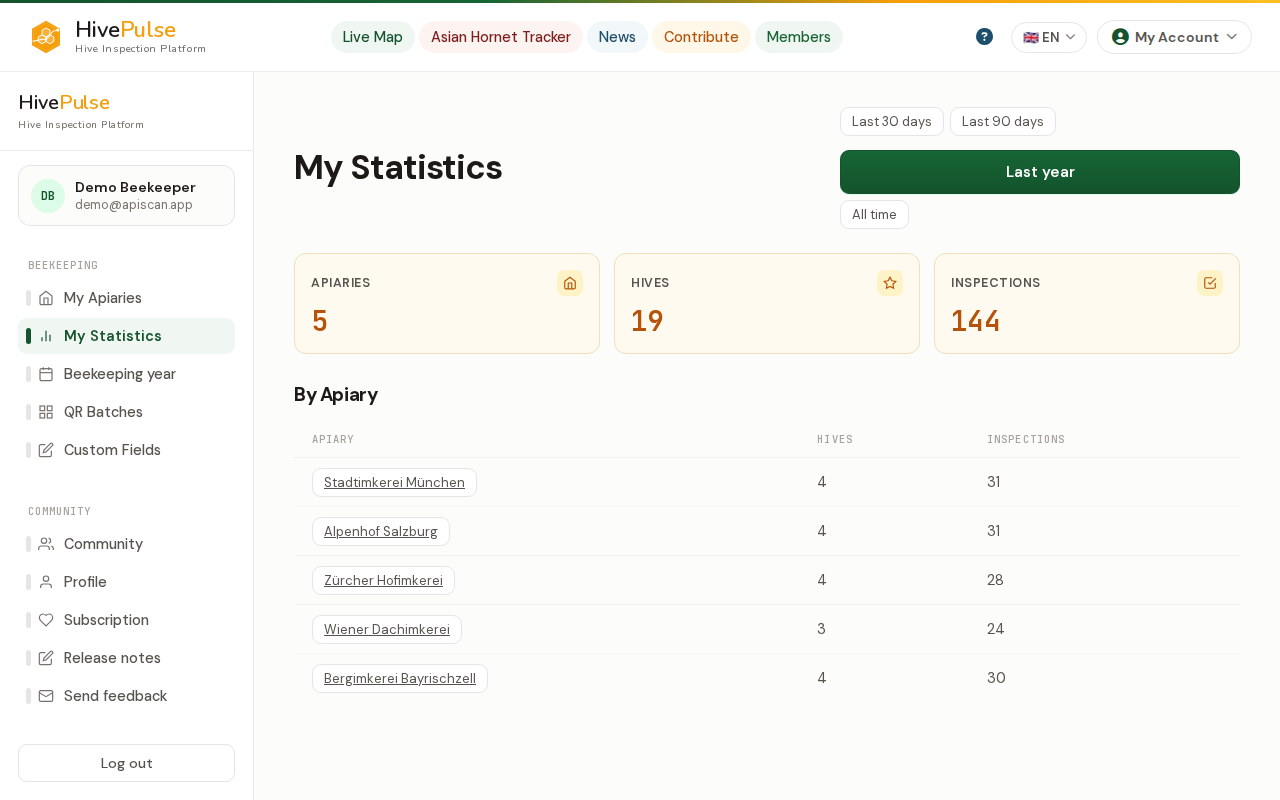 HivePulse
Hive Inspection Platform
Live Map
Asian Hornet Tracker
News
Contribute
Members
?
EN
My Account
HivePulse
Hive Inspection Platform
DB
Demo Beekeeper
demo@apiscan.app
BEEKEEPING
My Apiaries
My Statistics
Beekeeping year
QR Batches
Custom Fields
COMMUNITY
Community
Profile
Subscription
Release notes
Send feedback
Log out
My Statistics
Last 30 days
Last 90 days
Last year
All time
APIARIES
5
HIVES
19
INSPECTIONS
144
By Apiary
APIARY HIVES INSPECTIONS
Stadtimkerei München 4 31
Alpenhof Salzburg 4 31
Zürcher Hofimkerei 4 28
Wiener Dachimkerei 3 24
Bergimkerei Bayrischzell 4 30